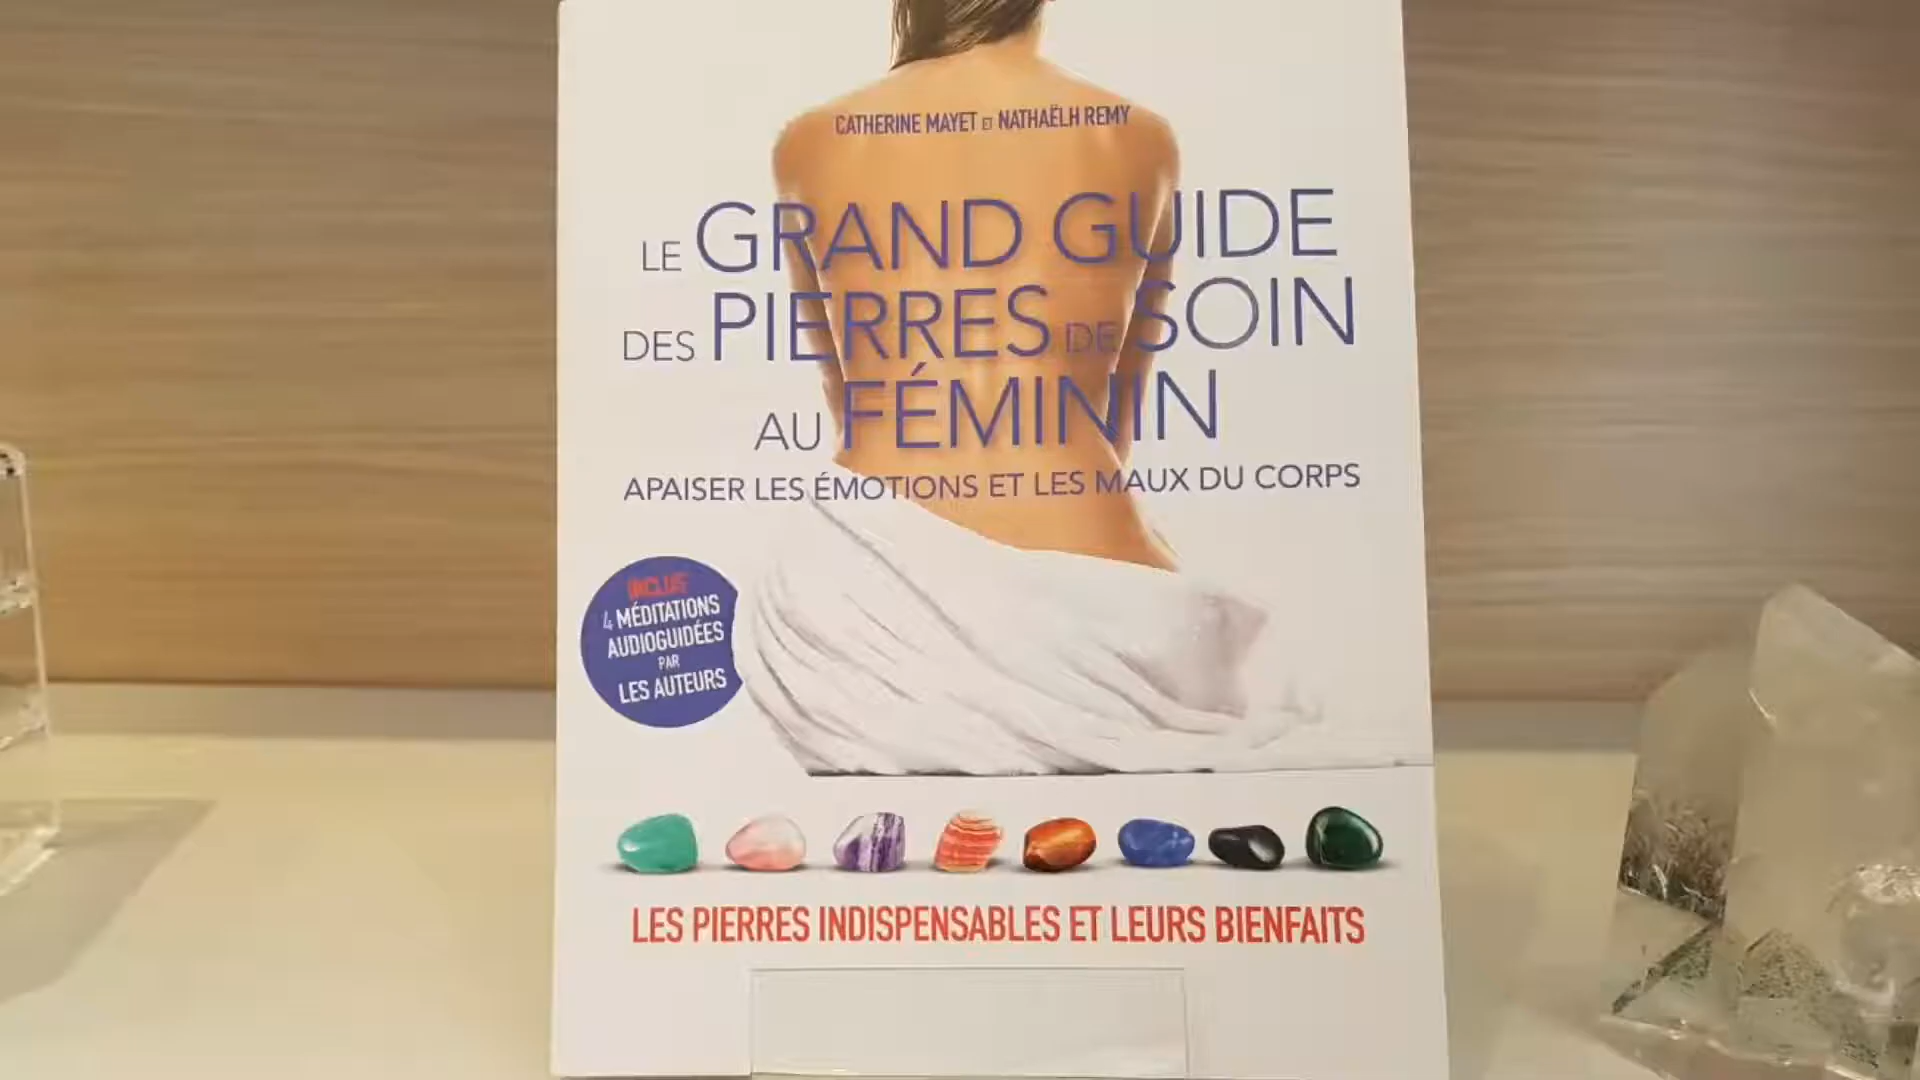 CATHERINE MAYET ET NATHAËLH REMY
LE GRAND GUIDE
DES PIERRES DE SOIN
AU FÉMININ
APAISER LES ÉMOTIONS ET LES MAUX DU CORPS
INCLUS
4 MÉDITATIONS
AUDIOGUIDÉES
PAR
LES AUTEURS
LES PIERRES INDISPENSABLES ET LEURS BIENFAITS